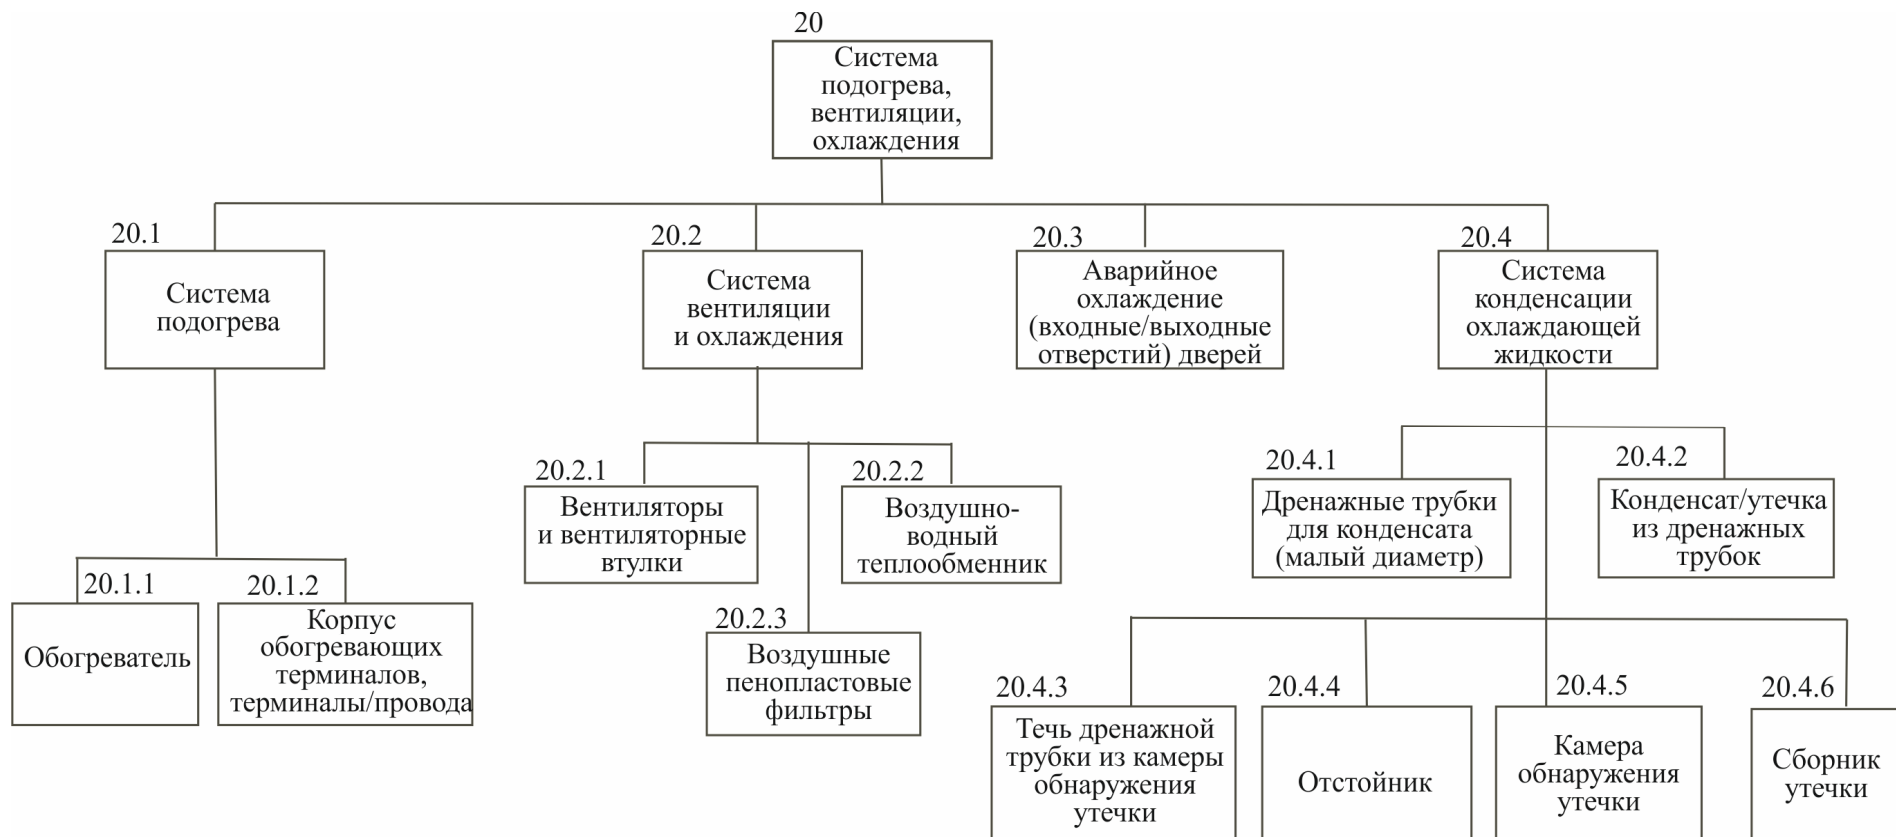 20
Система
подогрева,
вентиляции,
охлаждения
20.1
Система
подогрева
20.2
Система
вентиляции
и охлаждения
20.3
Аварийное
охлаждение
(входные/выходные
отверстий) дверей
20.4
Система
конденсации
охлаждающей
жидкости
20.1.1
Обогреватель
20.1.2
Корпус
обогревающих
терминалов,
терминалы/провода
20.2.1
Вентиляторы
и вентиляторные
втулки
20.2.2
Воздушно-
водный
теплообменник
20.2.3
Воздушные
пенопластовые
фильтры
20.4.1
Дренажные трубки
для конденсата
(малый диаметр)
20.4.2
Конденсат/утечка
из дренажных
трубок
20.4.3
Течь дренажной
трубки из камеры
обнаружения
утечки
20.4.4
Отстойник
20.4.5
Камера
обнаружения
утечки
20.4.6
Сборник
утечки